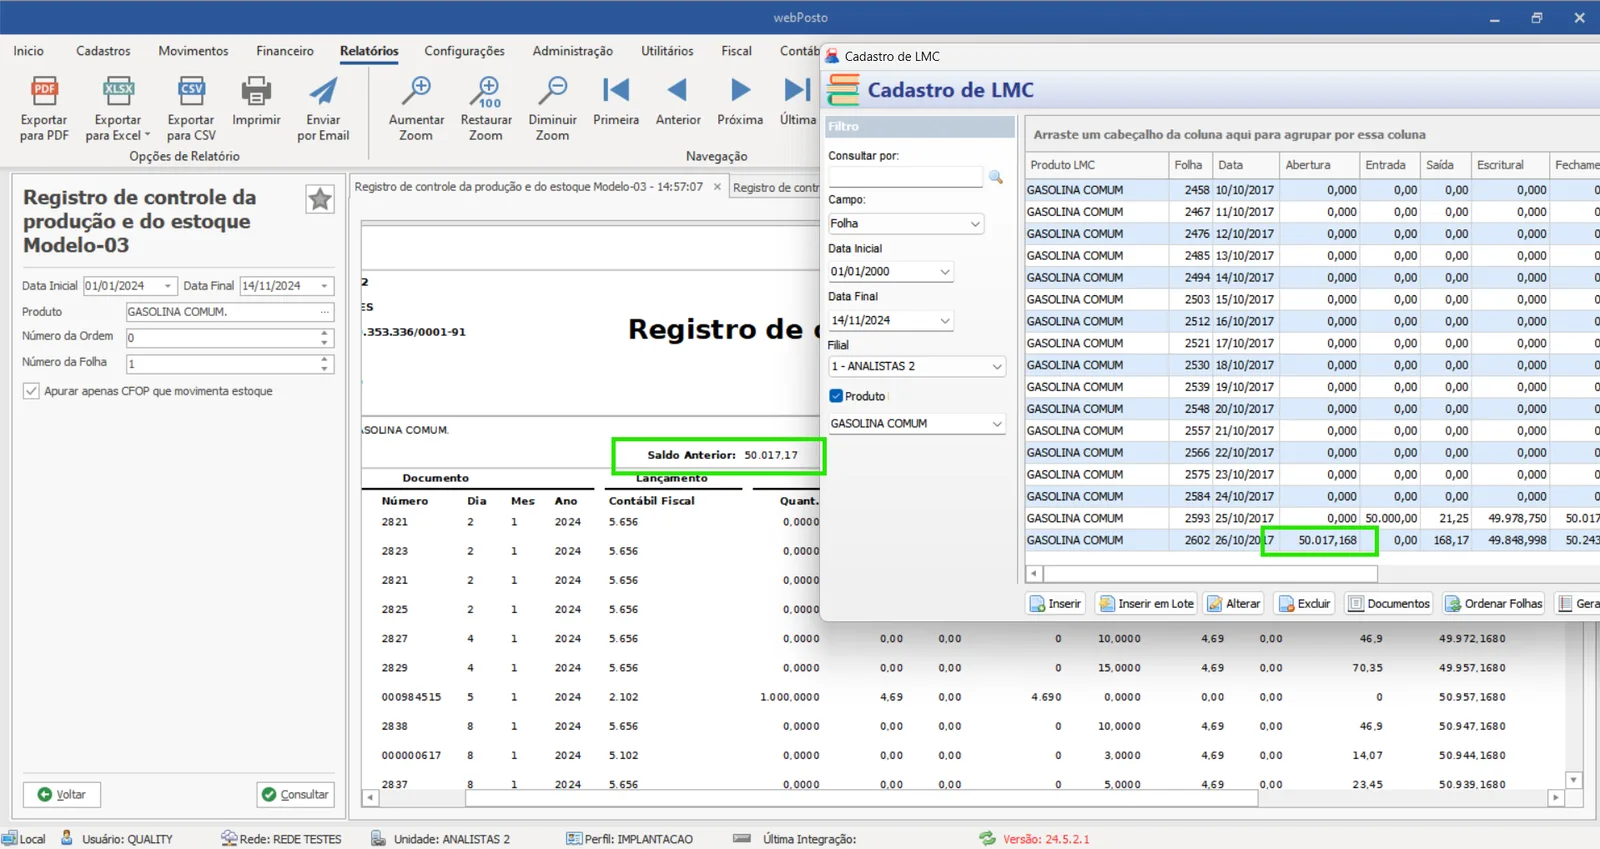 webPosto
Inicio Cadastros Movimentos Financeiro Relatórios Configurações Administração Utilitários Fiscal Contáb
Exportar para PDF
Exportar para Excel
Exportar para CSV
Imprimir
Enviar por Email
Aumentar Zoom
Restaurar Zoom
Diminuir Zoom
Primeira
Anterior
Próxima
Última
Opções de Relatório
Navegação
Registro de controle da
produção e do estoque
Modelo-03
Data Inicial 01/01/2024 Data Final 14/11/2024
Produto GASOLINA COMUM. ...
Número da Ordem 0
Número da Folha 1
Apurar apenas CFOP que movimenta estoque
Voltar
Consultar
Registro de controle da produção e do estoque Modelo-03 - 14:57:07 × Registro de contr
2
ES
.353.336/0001-91
Registro de c
SOLINA COMUM.
Saldo Anterior: 50.017,17
Documento Lançamento
Número Dia Mes Ano Contábil Fiscal Quant.
2821 2 1 2024 5.656 0,0000
2823 2 1 2024 5.656 0,0000
2821 2 1 2024 5.656 0,0000
2825 2 1 2024 5.656 0,0000
2827 4 1 2024 5.656 0,0000 0,00 0,00 0 10,0000 4,69 0,00 46,9 49.972,1680
2829 4 1 2024 5.656 0,0000 0,00 0,00 0 15,0000 4,69 0,00 70,35 49.957,1680
000984515 5 1 2024 2.102 1.000,0000 4,69 0,00 4.690 0,0000 0,00 0,00 0 50.957,1680
2838 8 1 2024 5.656 0,0000 0,00 0,00 0 10,0000 4,69 0,00 46,9 50.947,1680
000000617 8 1 2024 5.102 0,0000 0,00 0,00 0 3,0000 4,69 0,00 14,07 50.944,1680
2837 8 1 2024 5.656 0,0000 0,00 0,00 0 5,0000 4,69 0,00 23,45 50.939,1680
Cadastro de LMC
Cadastro de LMC
Filtro
Consultar por:
Campo:
Folha
Data Inicial
01/01/2000
Data Final
14/11/2024
Filial
1 - ANALISTAS 2
Produto
GASOLINA COMUM
Arraste um cabeçalho da coluna aqui para agrupar por essa coluna
Produto LMC Folha Data Abertura Entrada Saída Escritural Fechame
GASOLINA COMUM 2458 10/10/2017 0,000 0,00 0,00 0,000 0
GASOLINA COMUM 2467 11/10/2017 0,000 0,00 0,00 0,000 0
GASOLINA COMUM 2476 12/10/2017 0,000 0,00 0,00 0,000 0
GASOLINA COMUM 2485 13/10/2017 0,000 0,00 0,00 0,000 0
GASOLINA COMUM 2494 14/10/2017 0,000 0,00 0,00 0,000 0
GASOLINA COMUM 2503 15/10/2017 0,000 0,00 0,00 0,000 0
GASOLINA COMUM 2512 16/10/2017 0,000 0,00 0,00 0,000 0
GASOLINA COMUM 2521 17/10/2017 0,000 0,00 0,00 0,000 0
GASOLINA COMUM 2530 18/10/2017 0,000 0,00 0,00 0,000 0
GASOLINA COMUM 2539 19/10/2017 0,000 0,00 0,00 0,000 0
GASOLINA COMUM 2548 20/10/2017 0,000 0,00 0,00 0,000 0
GASOLINA COMUM 2557 21/10/2017 0,000 0,00 0,00 0,000 0
GASOLINA COMUM 2566 22/10/2017 0,000 0,00 0,00 0,000 0
GASOLINA COMUM 2575 23/10/2017 0,000 0,00 0,00 0,000 0
GASOLINA COMUM 2584 24/10/2017 0,000 0,00 0,00 0,000 0
GASOLINA COMUM 2593 25/10/2017 0,000 50.000,00 21,25 49.978,750 50.017
GASOLINA COMUM 2602 26/10/2017 50.017,168 0,00 168,17 49.848,998 50.243
Inserir Inserir em Lote Alterar Excluir Documentos Ordenar Folhas Gera
Local Usuário: QUALITY Rede: REDE TESTES Unidade: ANALISTAS 2 Perfil: IMPLANTACAO Última Integração: Versão: 24.5.2.1